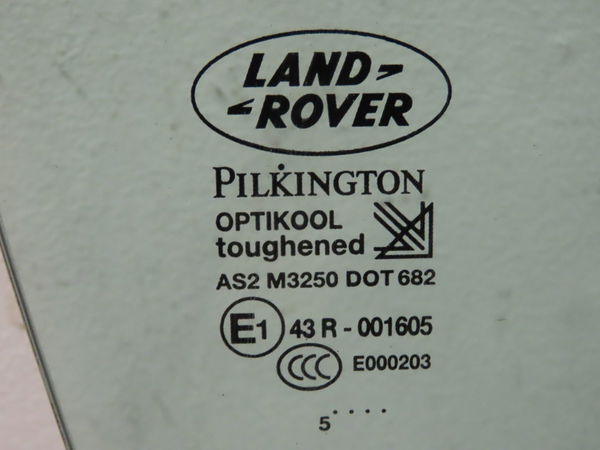 LAND
ROVER
PILKINGTON
OPTIKOOL
toughened
AS2 M3250 DOT 682
E1 43 R - 001605
CCC E000203
5 ....